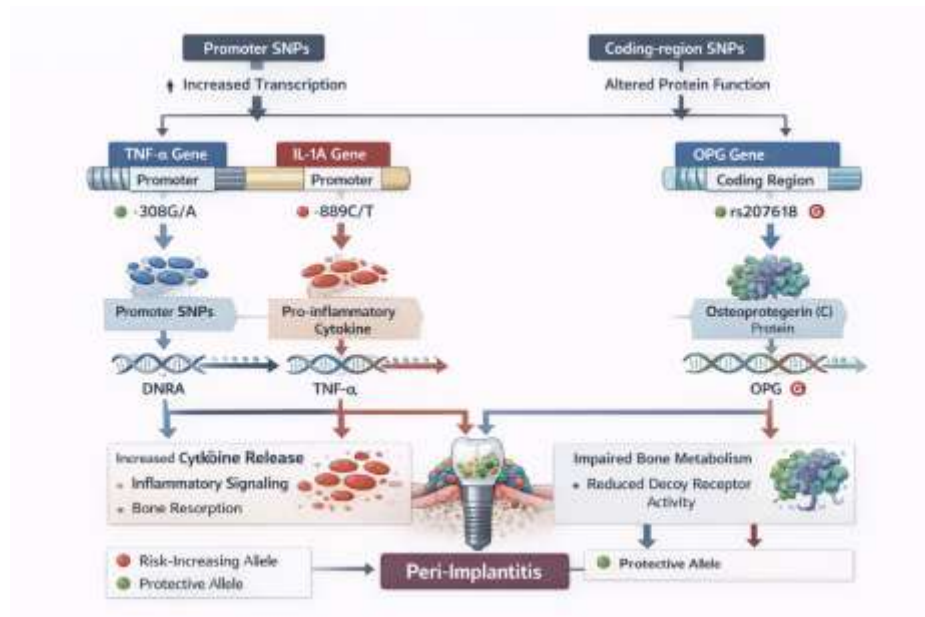 Promoter SNPs
Increased Transcription
Coding-region SNPs
Altered Protein Function
TNF-α Gene
Promoter
IL-1A Gene
Promoter
OPG Gene
Coding Region
-308G/A
-889C/T
rs207618 G
Promoter SNPs
Pro-inflammatory
Cytokine
Osteoprotegerin (C)
Protein
DNRA
TNF-α
OPG G
Increased Cytköine Release
Inflammatory Signaling
Bone Resorption
Impaired Bone Metabolism
• Reduced Decoy Receptor
Activity
Risk-Increasing Allele
Protective Allele
Peri-Implantitis
Protective Allele